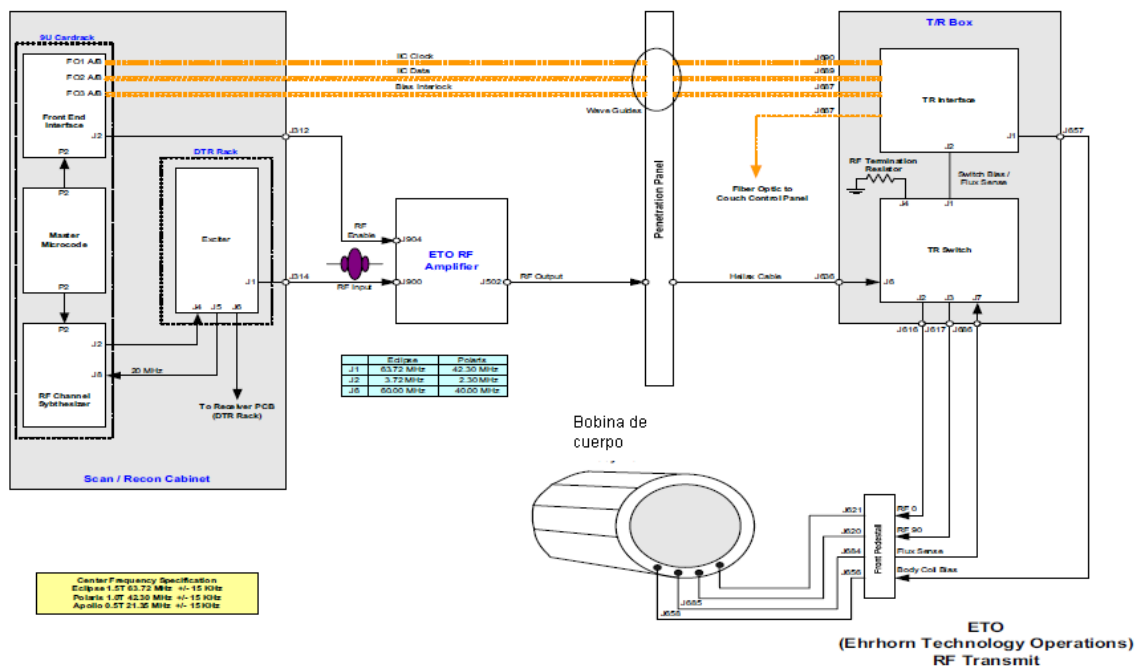 9U Cardrack
FO1 A/B
FO2 A/B
FO3 A/B
Front End
Interface
J2
P2
P2
Master
Microcode
P2
P2
J2
J6
RF Channel
Sybthesizer
20 MHz
DTR Rack
Exciter
J1
J4
J5
J6
To Receiver PCB
(DTR Rack)
Scan / Recon Cabinet
J312
J314
IIC Clock
IIC Data
Bias Interlock
RF
Enable
RF Input
J904
J900
ETO RF
Amplifier
J502
RF Output
Wave Guides
Penetration Panel
Heliax Cable
Fiber Optic to
Couch Control Panel
T/R Box
J690
J689
J687
J667
TR Interface
J1
J2
J657
RF Termination
Resistor
Switch Bias /
Flux Sense
J4
J1
TR Switch
J636
J6
J2
J3
J7
J616
J617
J686
Eclipse Polaris
J1 63.72 MHz 42.30 MHz
J2 3.72 MHz 2.30 MHz
J6 60.00 MHz 40.00 MHz
Bobina de
cuerpo
J621
J620
J684
J656
J685
J658
Front Pedestall
RF 0
RF 90
Flux Sense
Body Coil Bias
Center Frequency Specification
Eclipse 1.5T 63.72 MHz +/- 15 KHz
Polaris 1.0T 42.30 MHz +/- 15 KHz
Apollo 0.5T 21.35 MHz +/- 15 KHz
ETO
(Ehrhorn Technology Operations)
RF Transmit